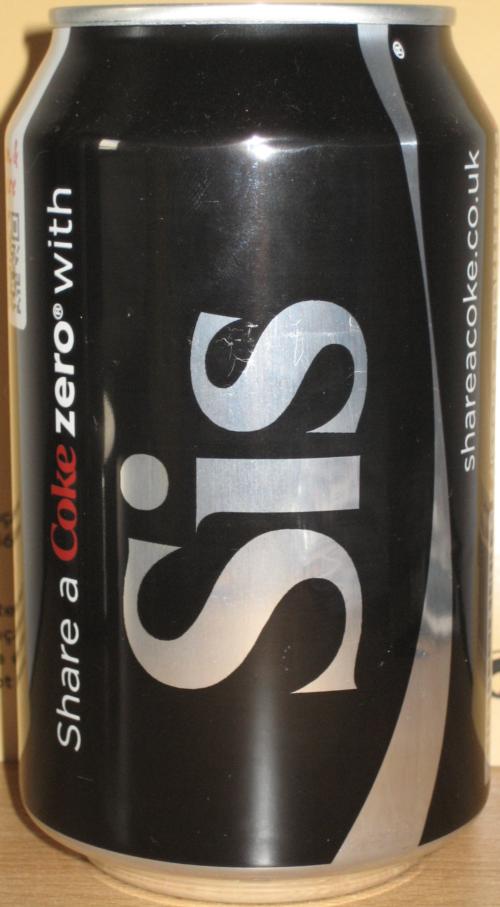 Share a Coke zero® with
Sis
shareacoke.co.uk
®